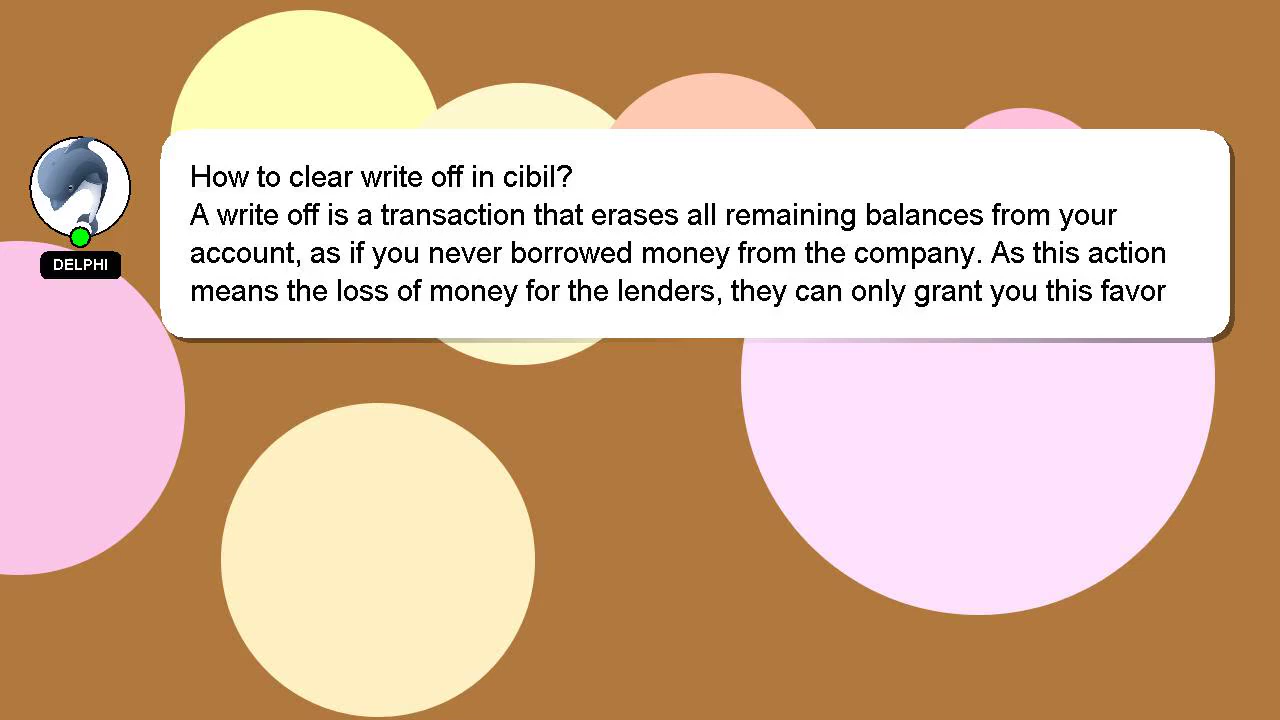 How to clear write off in cibil?
A write off is a transaction that erases all remaining balances from your
account, as if you never borrowed money from the company. As this action
means the loss of money for the lenders, they can only grant you this favor
DELPHI